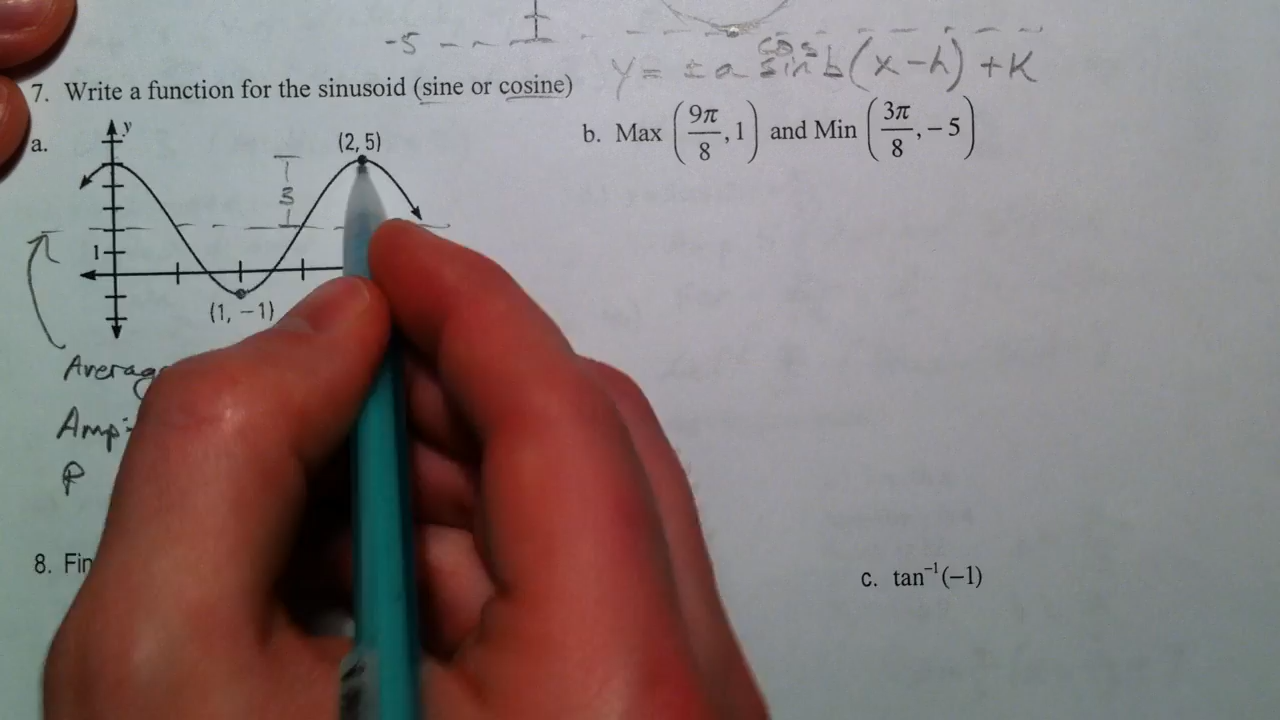 -5
y = ± a sin b(x-h) + K
cos
7. Write a function for the sinusoid (sine or cosine)
a.
y
(2, 5)
3
1
(1, −1)
b. Max (9π/8, 1) and Min (3π/8, −5)
Averag
Amp
P
8. Fin
c. tan⁻¹(−1)